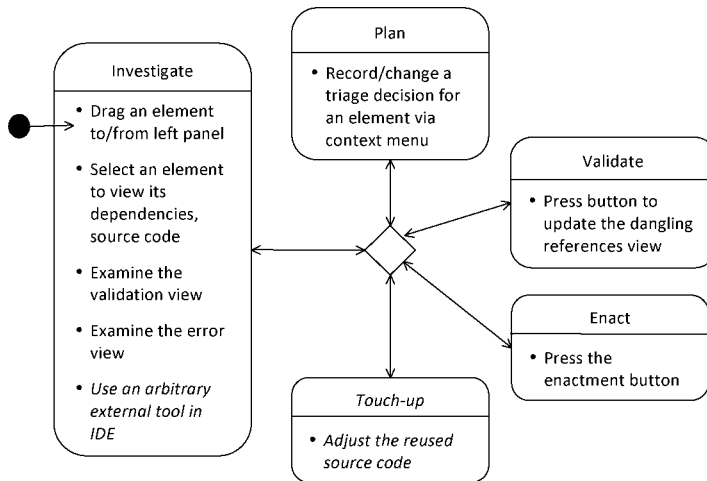 Investigate
• Drag an element
to/from left panel
• Select an element
to view its
dependencies,
source code
• Examine the
validation view
• Examine the error
view
• Use an arbitrary
external tool in
IDE
Plan
• Record/change a
triage decision for
an element via
context menu
Validate
• Press button to
update the dangling
references view
Enact
• Press the
enactment button
Touch-up
• Adjust the reused
source code